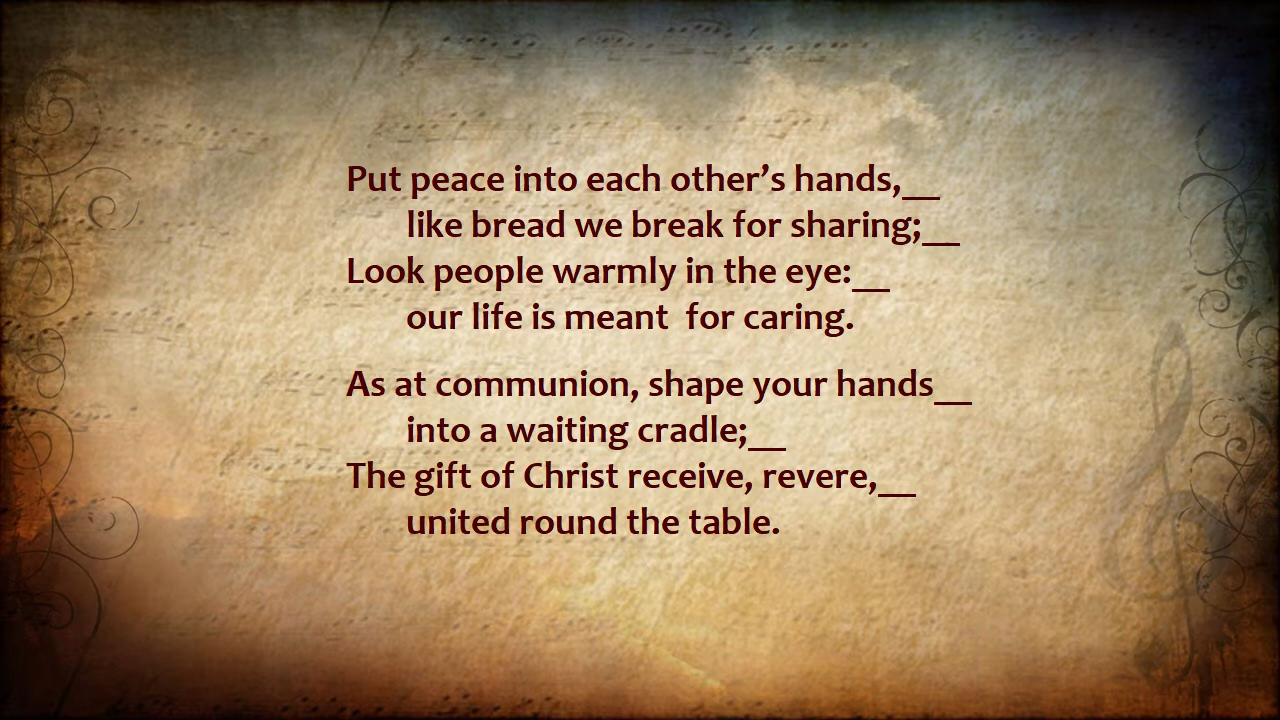 Put peace into each other’s hands,__
like bread we break for sharing;__
Look people warmly in the eye:__
our life is meant  for caring.
As at communion, shape your hands__
into a waiting cradle;__
The gift of Christ receive, revere,__
united round the table.